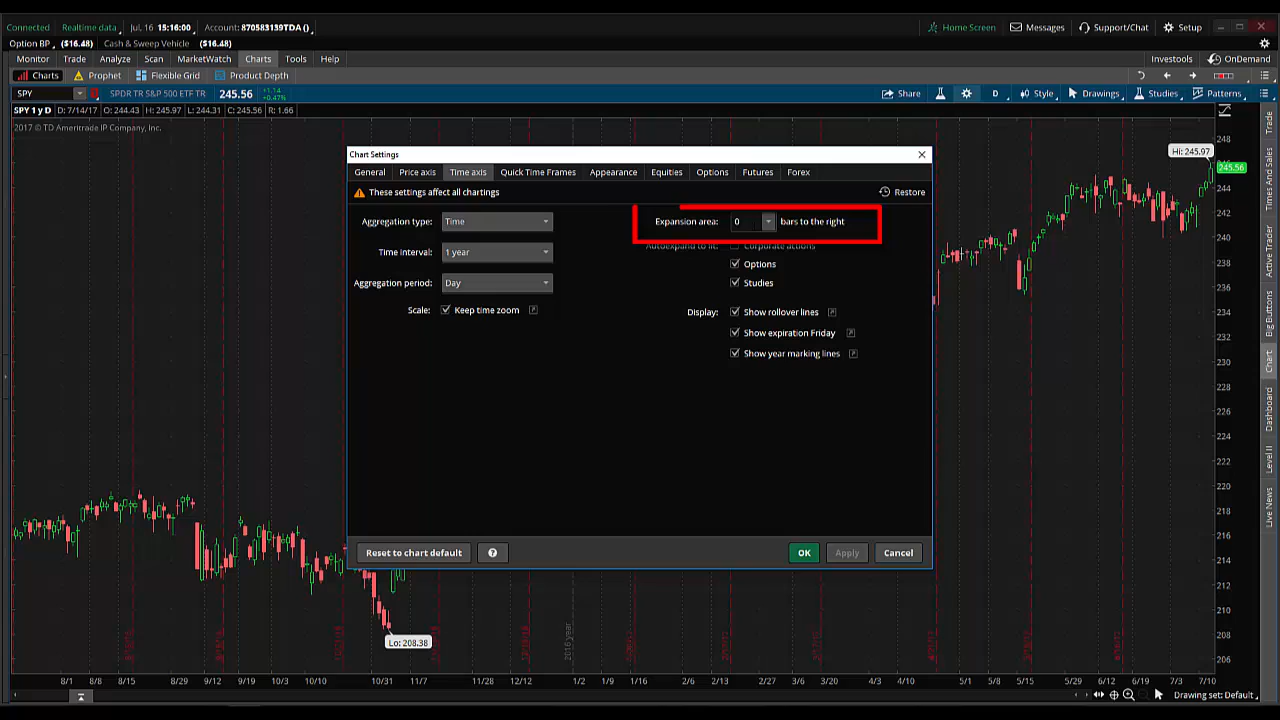 Connected Realtime data Jul, 16 15:16:00 Account: 870583139TDA () Home Screen Messages Support/Chat Setup
Option BP ($16.48) Cash & Sweep Vehicle ($16.48)
Monitor Trade Analyze Scan MarketWatch Charts Tools Help Investools OnDemand
Charts Prophet Flexible Grid Product Depth
SPY SPDR TR S&P 500 ETF TR 245.56 +1.14 +0.47% Share D Style Drawings Studies Patterns
SPY 1 y D D: 7/14/17 O: 244.43 H: 245.97 L: 244.31 C: 245.56 R: 1.66
2017 © TD Ameritrade IP Company, Inc.
Hi: 245.97
245.56
Chart Settings
General Price axis Time axis Quick Time Frames Appearance Equities Options Futures Forex
These settings affect all chartings Restore
Aggregation type: Time Expansion area: 0 bars to the right
Autoexpand to fit: Corporate actions
Time interval: 1 year
Options
Aggregation period: Day Studies
Scale: Keep time zoom Display: Show rollover lines
Show expiration Friday
Show year marking lines
Reset to chart default ? OK Apply Cancel
Lo: 208.38
2016 year
248
244
242
240
238
236
234
232
230
228
226
224
222
220
218
216
214
212
210
208
206
Trade
Times And Sales
Active Trader
Big Buttons
Chart
Dashboard
Level II
Live News
8/1 8/8 8/15 8/29 9/12 9/19 10/3 10/10 10/31 11/7 11/28 12/12 1/2 1/9 1/16 2/6 2/13 2/27 3/6 3/20 4/3 4/10 5/1 5/8 5/15 5/29 6/12 6/19 7/3 7/10
Drawing set: Default